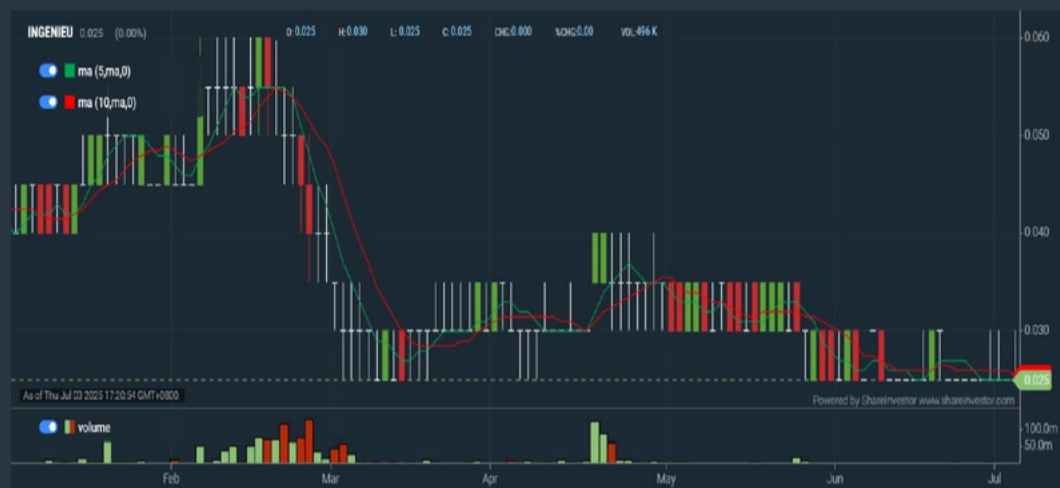 INGENIEU 0.025 (0.00%) O:0.025 H:0.030 L:0.025 C:0.025 CHG:0.000 %CHG:0.00 VOL:496 K
ma (5,ma,0)
ma (10,ma,0)
0.060
0.050
0.040
0.030
0.025
As of Thu Jul 03 2025 17:20:54 GMT+0800
Powered by ShareInvestor www.shareinvestor.com
volume
100.0m
50.0m
Feb Mar Apr May Jun Jul